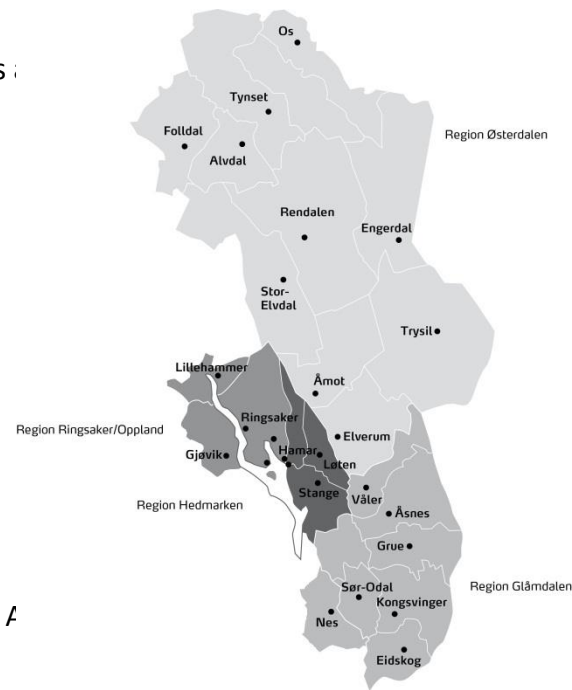 Os
s
Tynset
Folldal
Region Østerdalen
Alvdal
Rendalen
Engerdal
Stor-
Elvdal
Trysil
Lillehammer
Åmot
Ringsaker
Region Ringsaker/Oppland
Elverum
Hamar
Gjøvik
Løten
Stange
Våler
Region Hedmarken
Åsnes
Grue
Sør-Odal
Region Glåmdalen
Kongsvinger
Nes
Eidskog